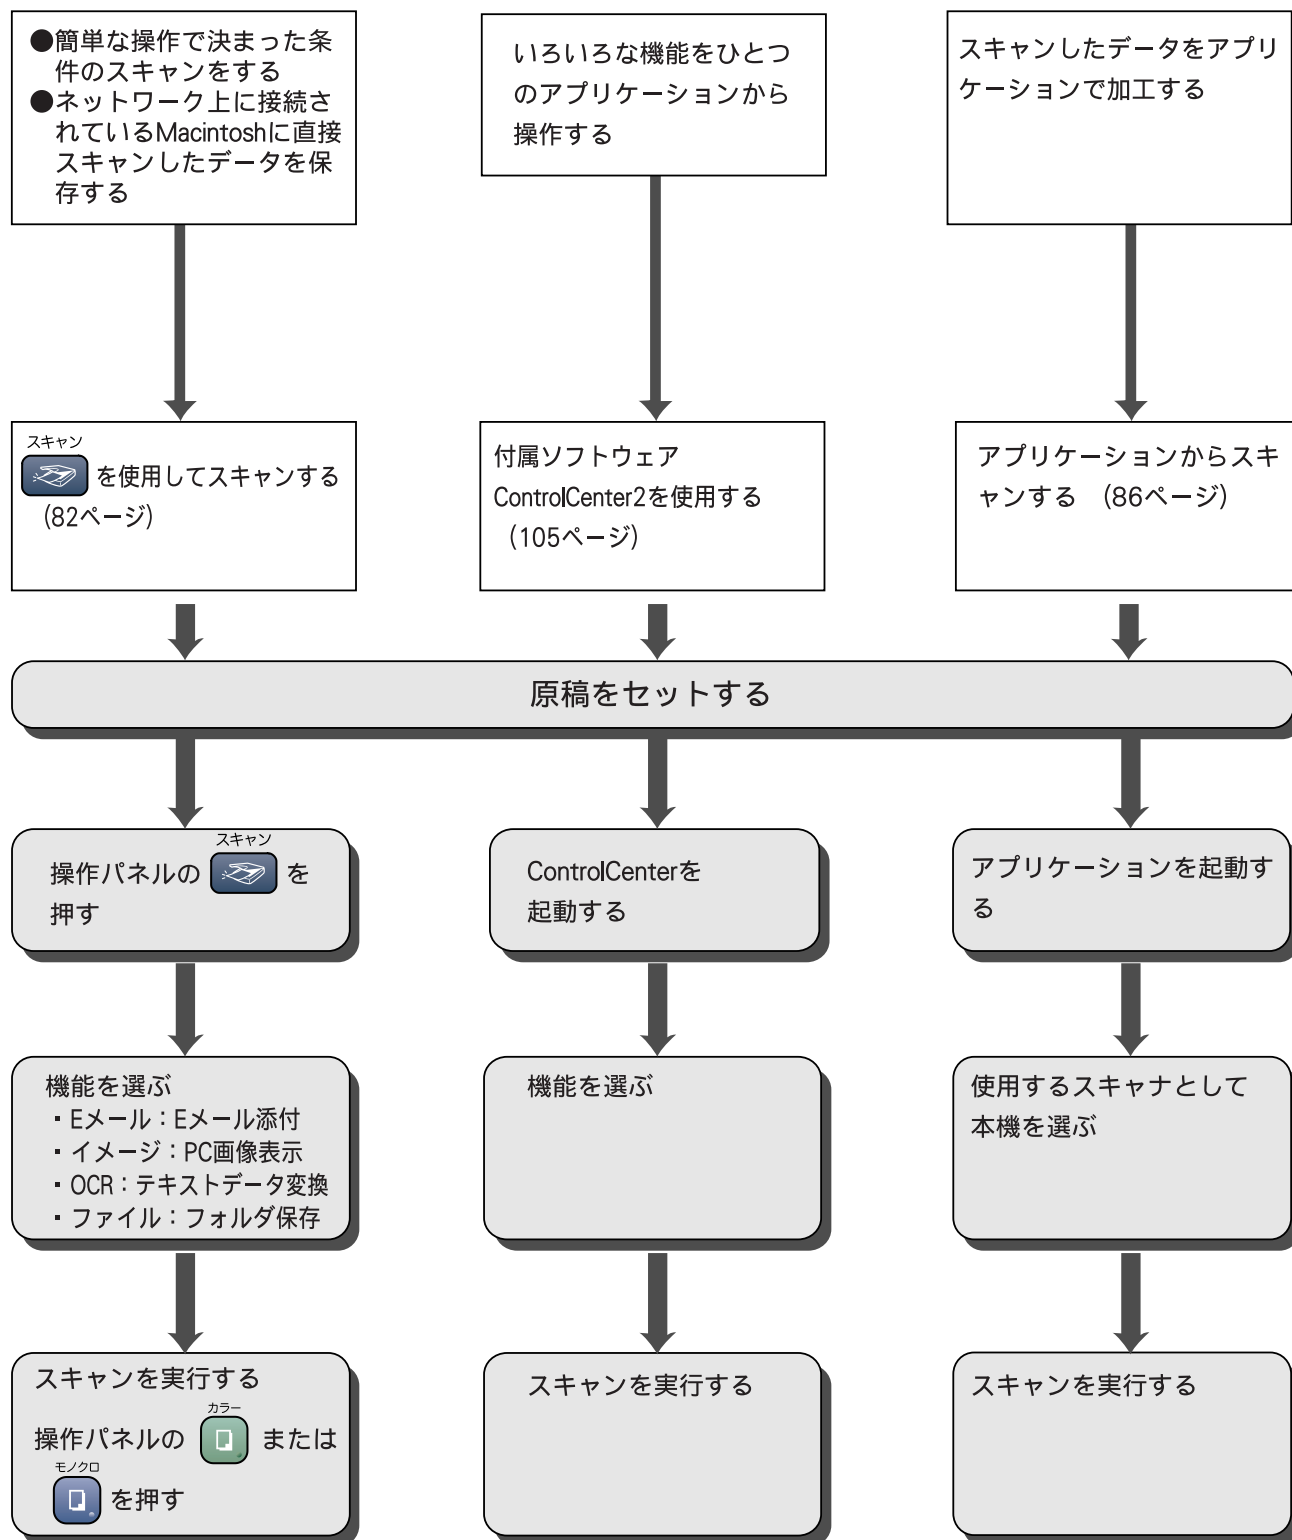 ●簡単な操作で決まった条
件のスキャンをする
●ネットワーク上に接続さ
れているMacintoshに直接
スキャンしたデータを保
存する
いろいろな機能をひとつ
のアプリケーションから
操作する
スキャンしたデータをアプリ
ケーションで加工する
スキャン
を使用してスキャンする
（82ページ）
付属ソフトウェア
ControlCenter2を使用する
（105ページ）
アプリケーションからスキ
ャンする （86ページ）
原稿をセットする
スキャン
操作パネルの を
押す
ControlCenterを
起動する
アプリケーションを起動す
る
機能を選ぶ
・Eメール：Eメール添付
・イメージ：PC画像表示
・OCR：テキストデータ変換
・ファイル：フォルダ保存
機能を選ぶ
使用するスキャナとして
本機を選ぶ
スキャンを実行する
カラー
操作パネルの または
モノクロ
を押す
スキャンを実行する
スキャンを実行する